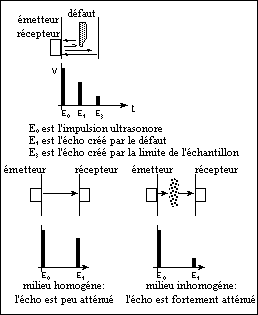 émetteur
défaut
récepteur
V
E₀ E₁ E₂
t
E₀ est l'impulsion ultrasonore
E₁ est l'écho créé par le défaut
E₂ est l'écho créé par la limite de l'échantillon
émetteur récepteur émetteur récepteur
E₀ E₁ E₀ E₁
milieu homogéne: milieu inhomogéne:
l'écho est peu atténué l'écho est fortement atténué